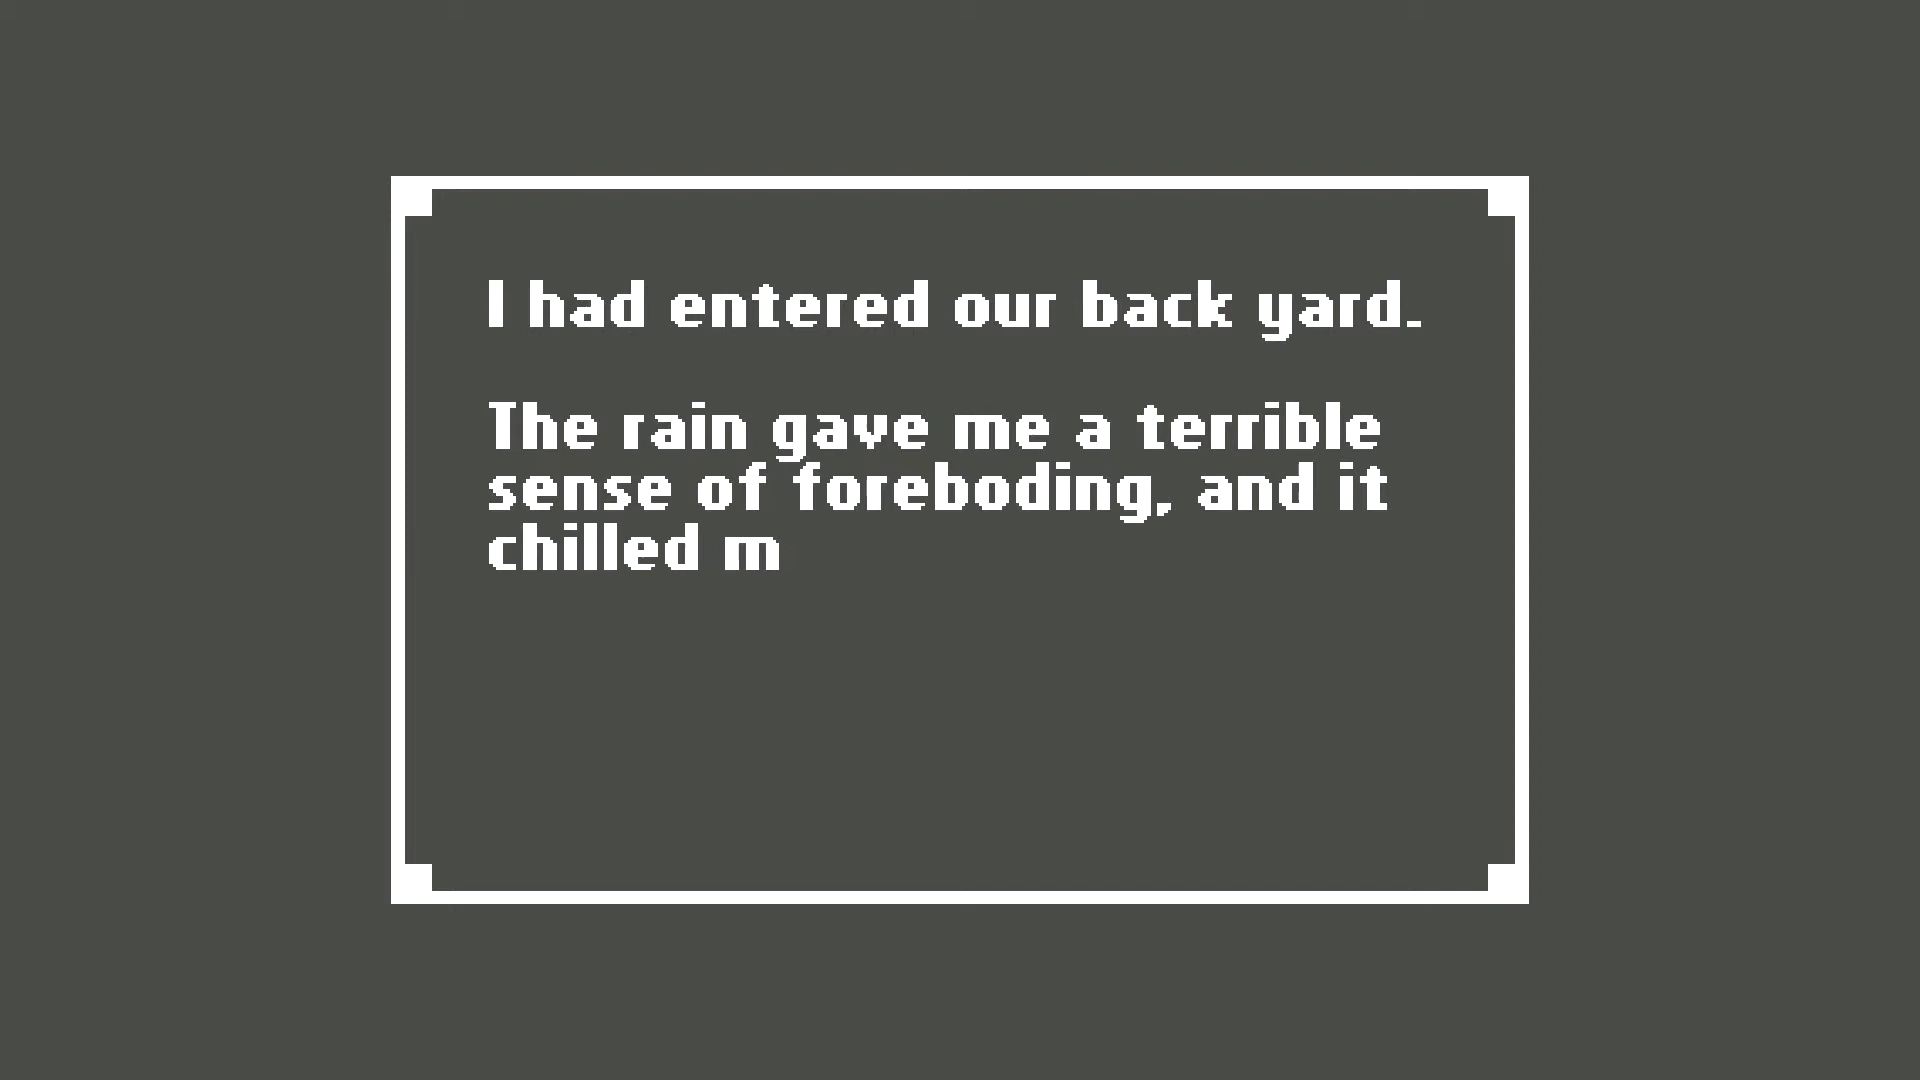 I had entered our back yard.
The rain gave me a terrible
sense of foreboding, and it
chilled m